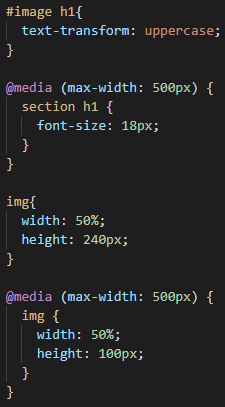 #image h1{
  text-transform: uppercase;
}

@media (max-width: 500px) {
  section h1 {
    font-size: 18px;
  }
}

img{
  width: 50%;
  height: 240px;
}

@media (max-width: 500px) {
  img {
    width: 50%;
    height: 100px;
  }
}